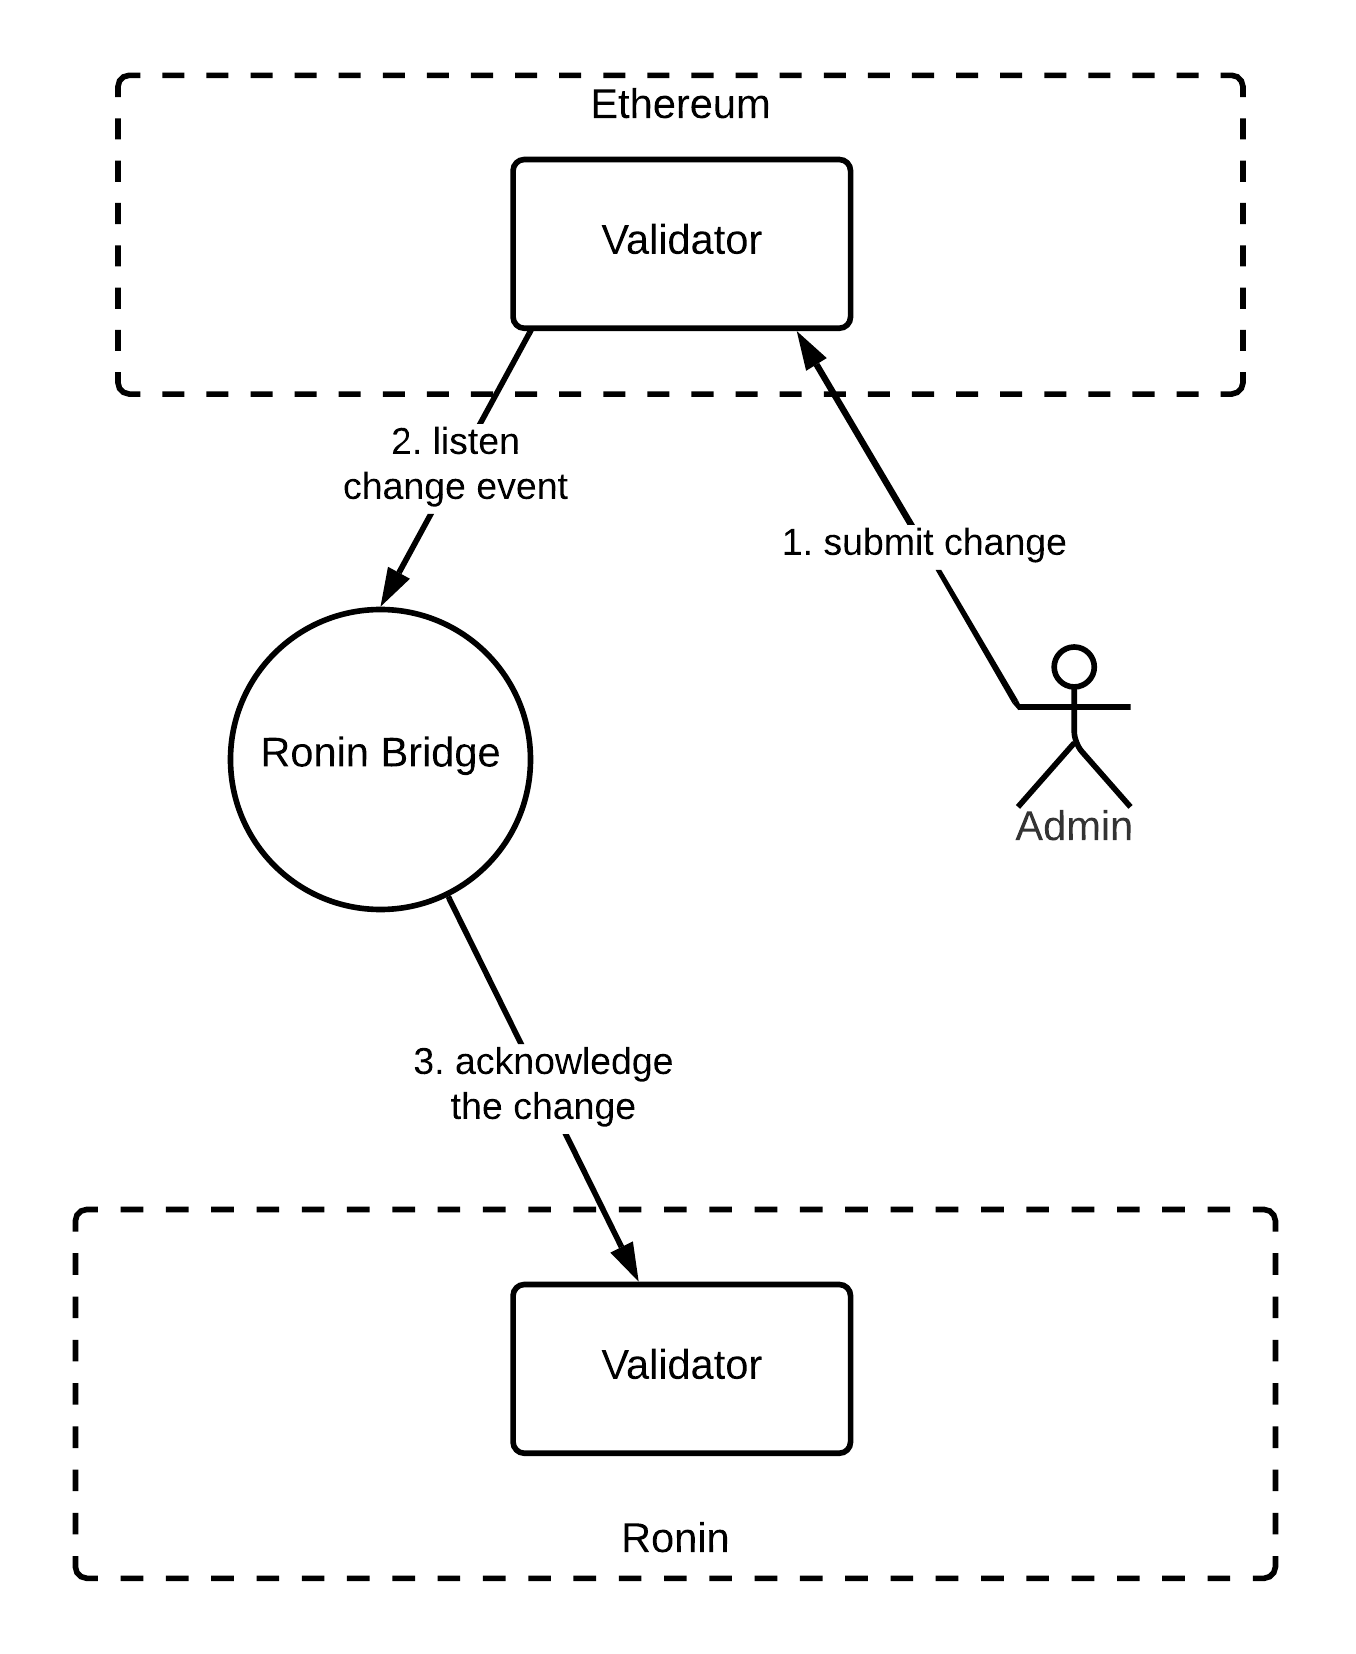 Ethereum
Validator
2. listen
change event
1. submit change
Ronin Bridge
Admin
3. acknowledge
the change
Validator
Ronin